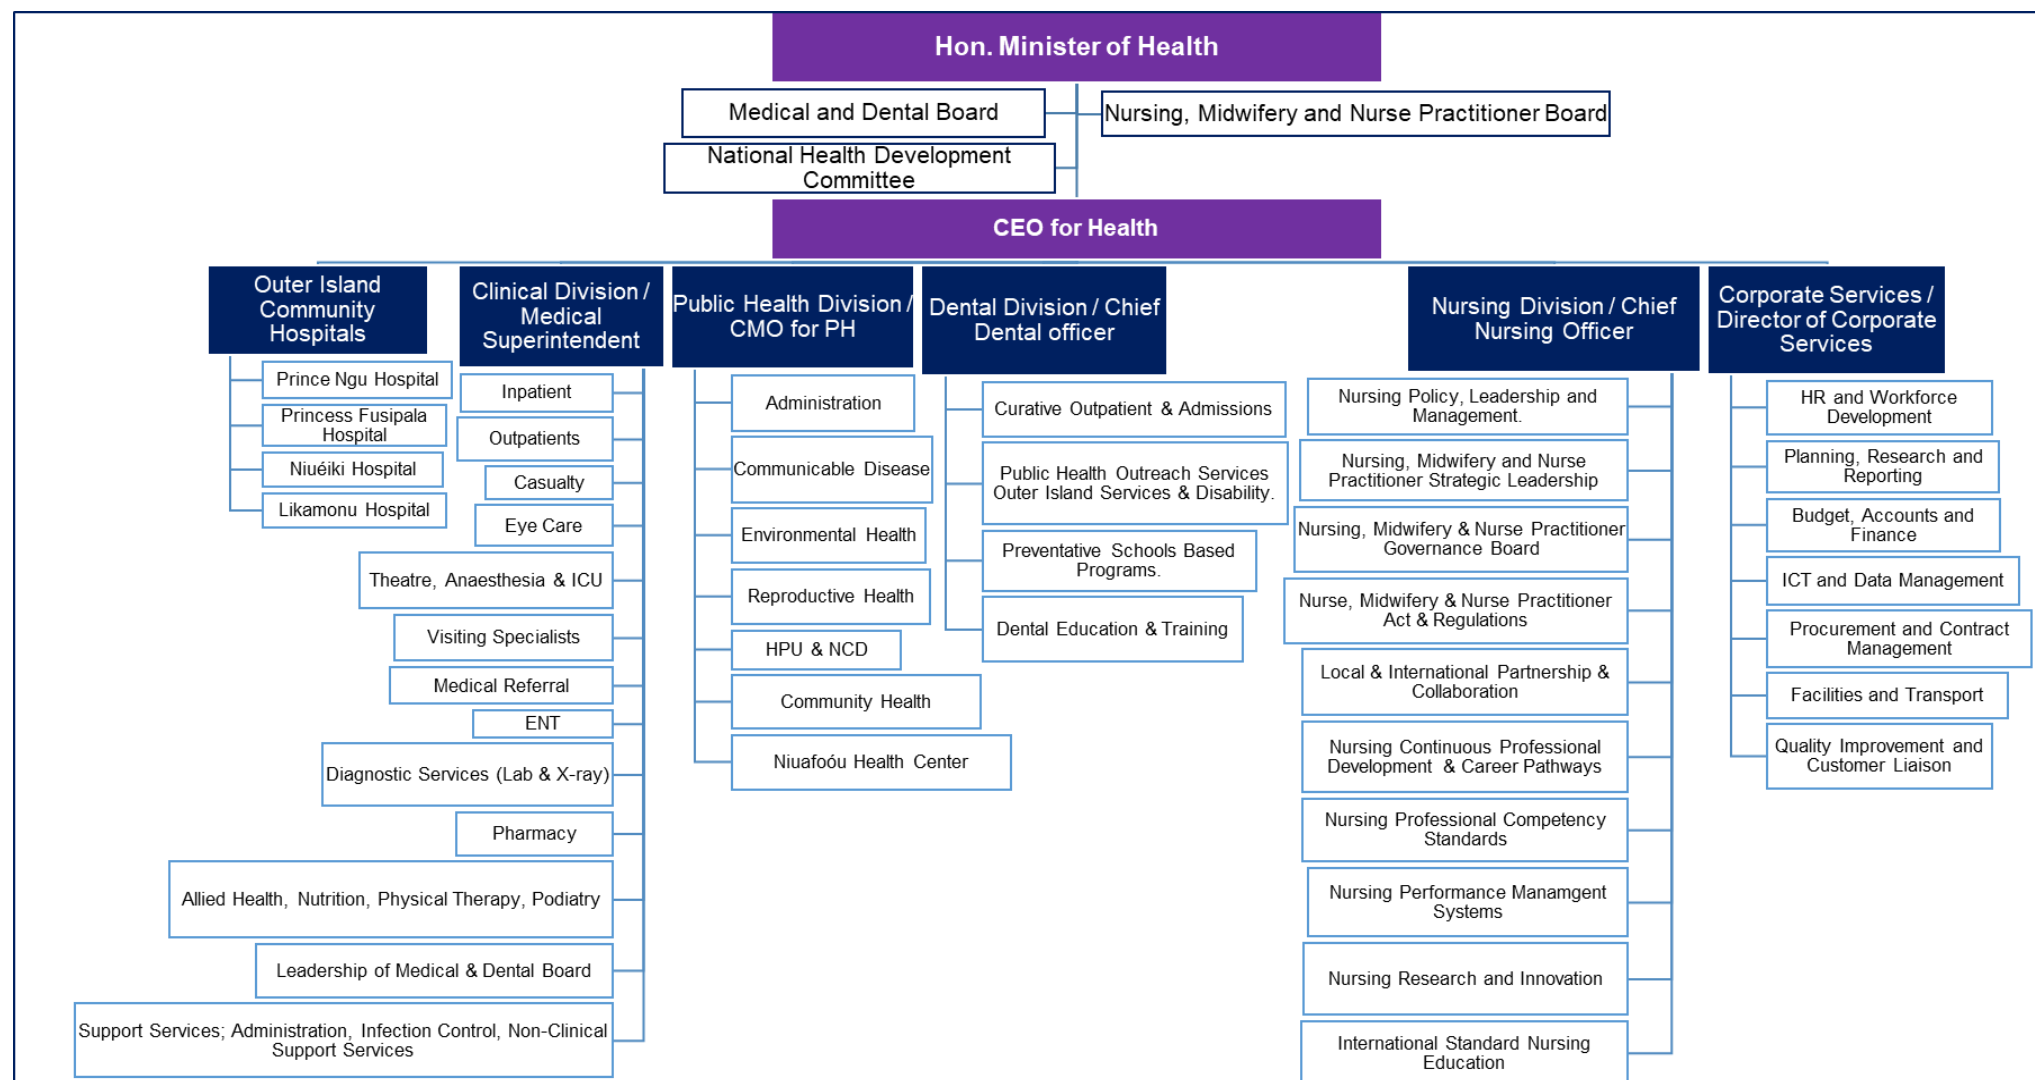 Hon. Minister of Health
Medical and Dental Board
Nursing, Midwifery and Nurse Practitioner Board
National Health Development
Committee
CEO for Health
Outer Island
Community
Hospitals
Prince Ngu Hospital
Princess Fusipala
Hospital
Niuéiki Hospital
Likamonu Hospital
Clinical Division /
Medical
Superintendent
Inpatient
Outpatients
Casualty
Eye Care
Theatre, Anaesthesia & ICU
Visiting Specialists
Medical Referral
ENT
Diagnostic Services (Lab & X-ray)
Pharmacy
Allied Health, Nutrition, Physical Therapy, Podiatry
Leadership of Medical & Dental Board
Support Services; Administration, Infection Control, Non-Clinical
Support Services
Public Health Division /
CMO for PH
Administration
Communicable Disease
Environmental Health
Reproductive Health
HPU & NCD
Community Health
Niuafoóu Health Center
Dental Division / Chief
Dental officer
Curative Outpatient & Admissions
Public Health Outreach Services
Outer Island Services & Disability.
Preventative Schools Based
Programs.
Dental Education & Training
Nursing Division / Chief
Nursing Officer
Nursing Policy, Leadership and
Management.
Nursing, Midwifery and Nurse
Practitioner Strategic Leadership
Nursing, Midwifery & Nurse Practitioner
Governance Board
Nurse, Midwifery & Nurse Practitioner
Act & Regulations
Local & International Partnership &
Collaboration
Nursing Continuous Professional
Development & Career Pathways
Nursing Professional Competency
Standards
Nursing Performance Manamgent
Systems
Nursing Research and Innovation
International Standard Nursing
Education
Corporate Services /
Director of Corporate
Services
HR and Workforce
Development
Planning, Research and
Reporting
Budget, Accounts and
Finance
ICT and Data Management
Procurement and Contract
Management
Facilities and Transport
Quality Improvement and
Customer Liaison